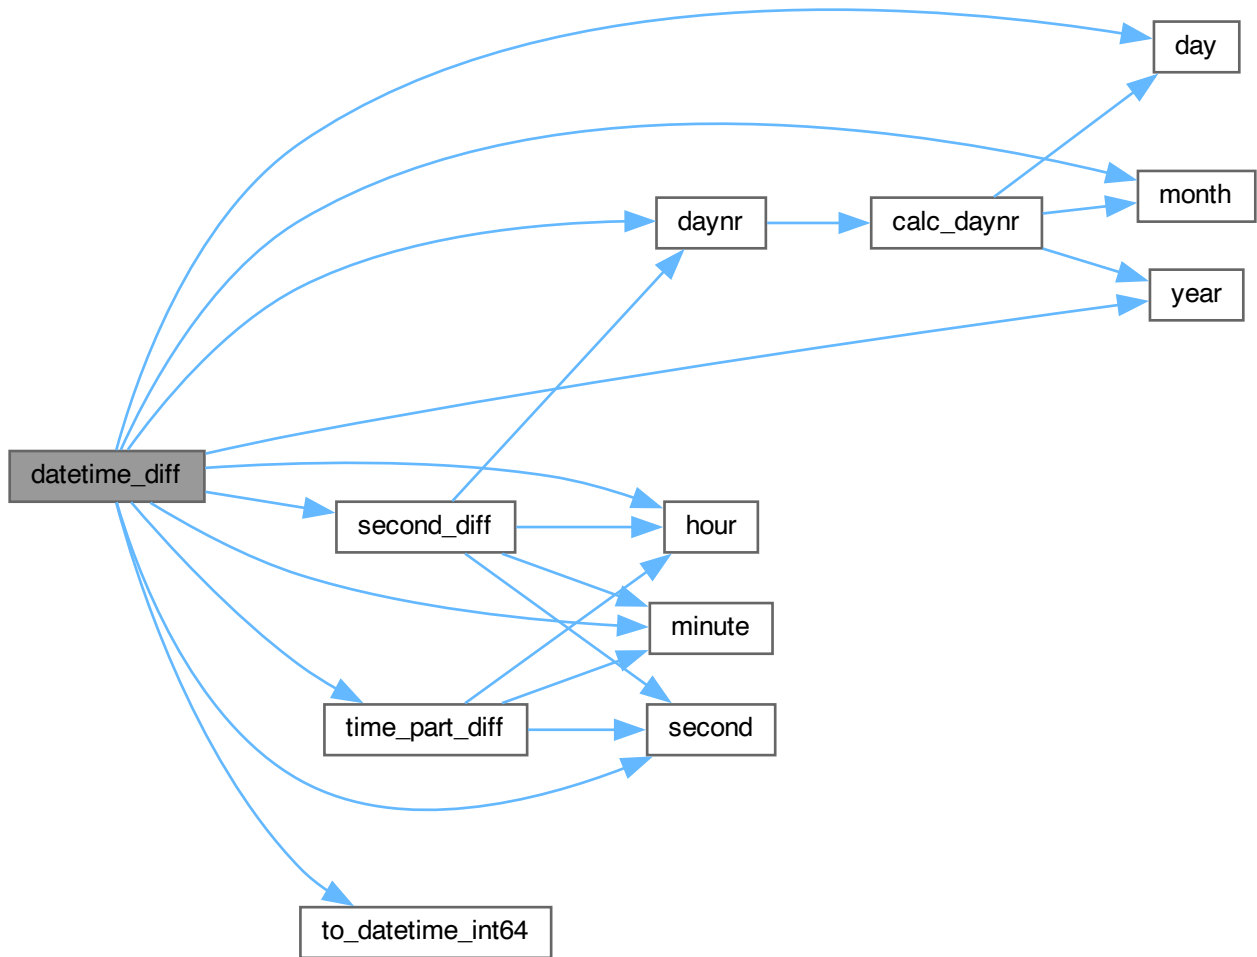 day
month
daynr
calc_daynr
year
datetime_diff
second_diff
hour
minute
time_part_diff
second
to_datetime_int64